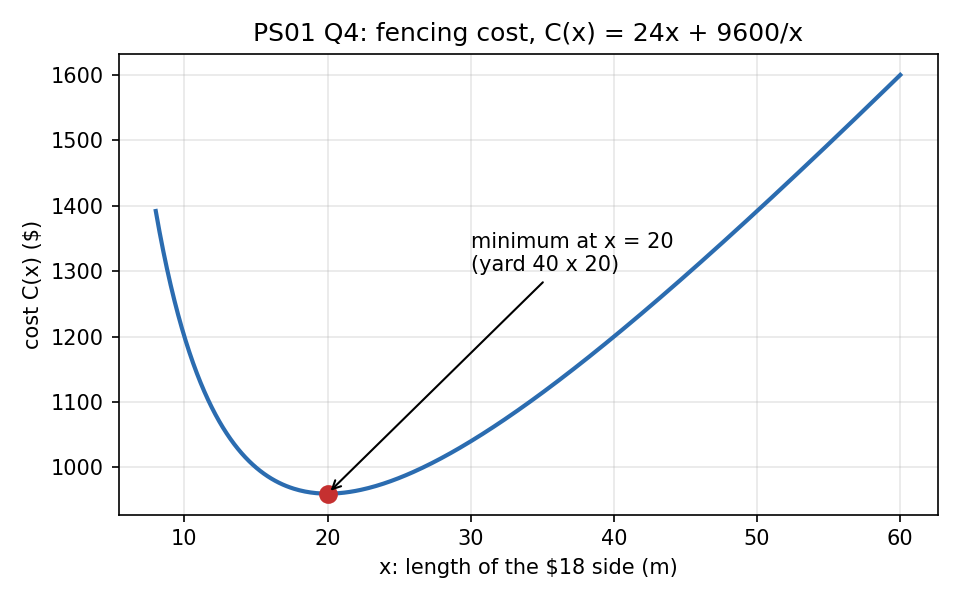 PS01 Q4: fencing cost, C(x) = 24x + 9600/x
1600
1500
1400
1300
1200
1100
1000
cost C(x) ($)
minimum at x = 20
(yard 40 x 20)
10
20
30
40
50
60
x: length of the $18 side (m)